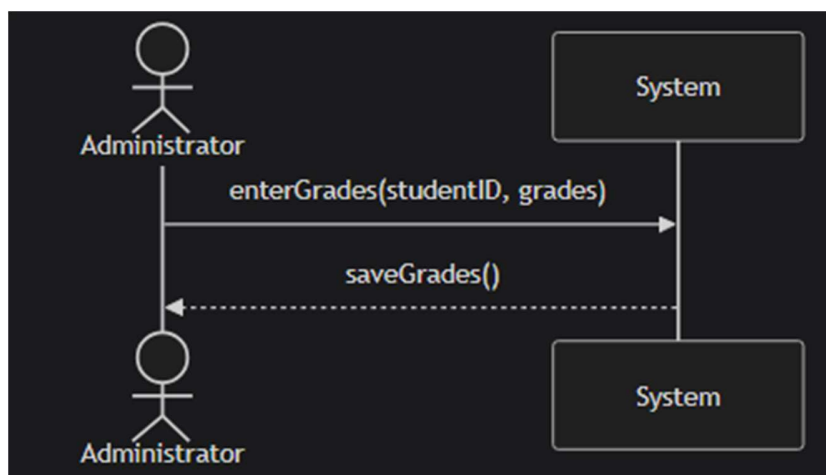 System
Administrator
enterGrades(studentID, grades)
saveGrades()
System
Administrator